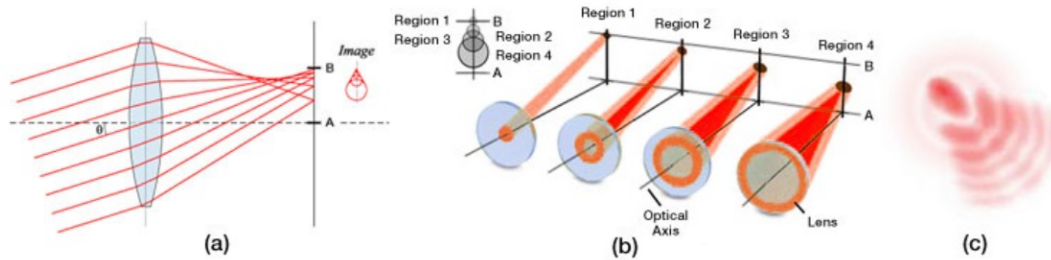 Image
B
A
θ
(a)
Region 1
B
Region 2
Region 3
Region 4
A
Region 1
Region 2
Region 3
Region 4
B
A
Optical
Axis
Lens
(b)
(c)